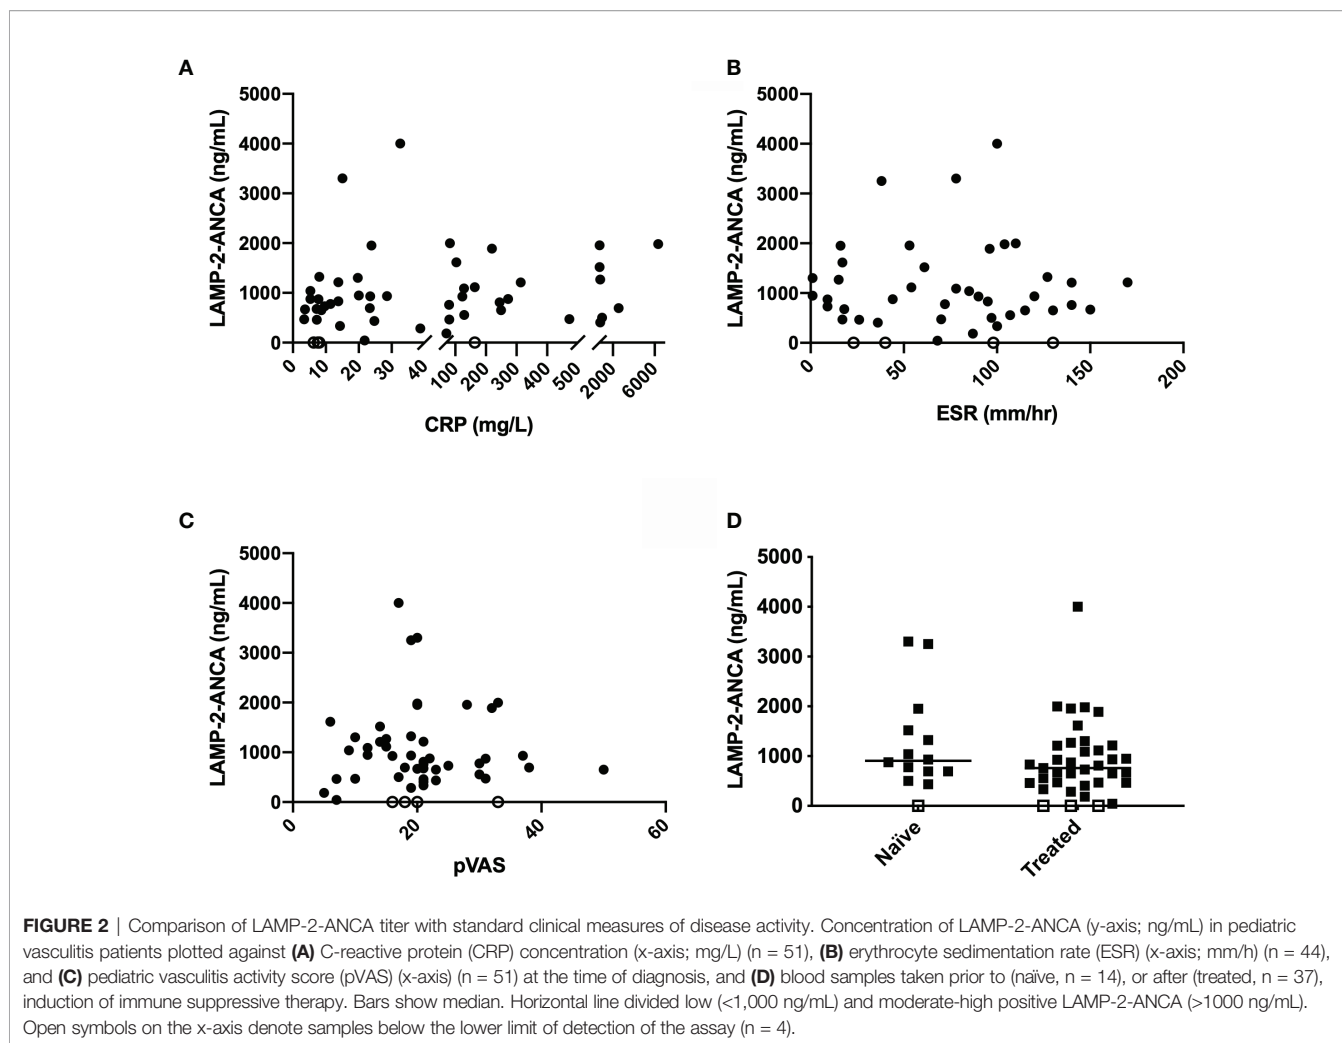 A
LAMP-2-ANCA (ng/mL)
5000
4000
3000
2000
1000
0
0
10
20
30
40
100
200
300
400
500
2000
6000
CRP (mg/L)
B
LAMP-2-ANCA (ng/mL)
5000
4000
3000
2000
1000
0
0
50
100
150
200
ESR (mm/hr)
C
LAMP-2-ANCA (ng/mL)
5000
4000
3000
2000
1000
0
0
20
40
60
pVAS
D
LAMP-2-ANCA (ng/mL)
5000
4000
3000
2000
1000
0
Naïve
Treated
FIGURE 2 | Comparison of LAMP-2-ANCA titer with standard clinical measures of disease activity. Concentration of LAMP-2-ANCA (y-axis; ng/mL) in pediatric
vasculitis patients plotted against (A) C-reactive protein (CRP) concentration (x-axis; mg/L) (n = 51), (B) erythrocyte sedimentation rate (ESR) (x-axis; mm/h) (n = 44),
and (C) pediatric vasculitis activity score (pVAS) (x-axis) (n = 51) at the time of diagnosis, and (D) blood samples taken prior to (naïve, n = 14), or after (treated, n = 37),
induction of immune suppressive therapy. Bars show median. Horizontal line divided low (<1,000 ng/mL) and moderate-high positive LAMP-2-ANCA (>1000 ng/mL).
Open symbols on the x-axis denote samples below the lower limit of detection of the assay (n = 4).